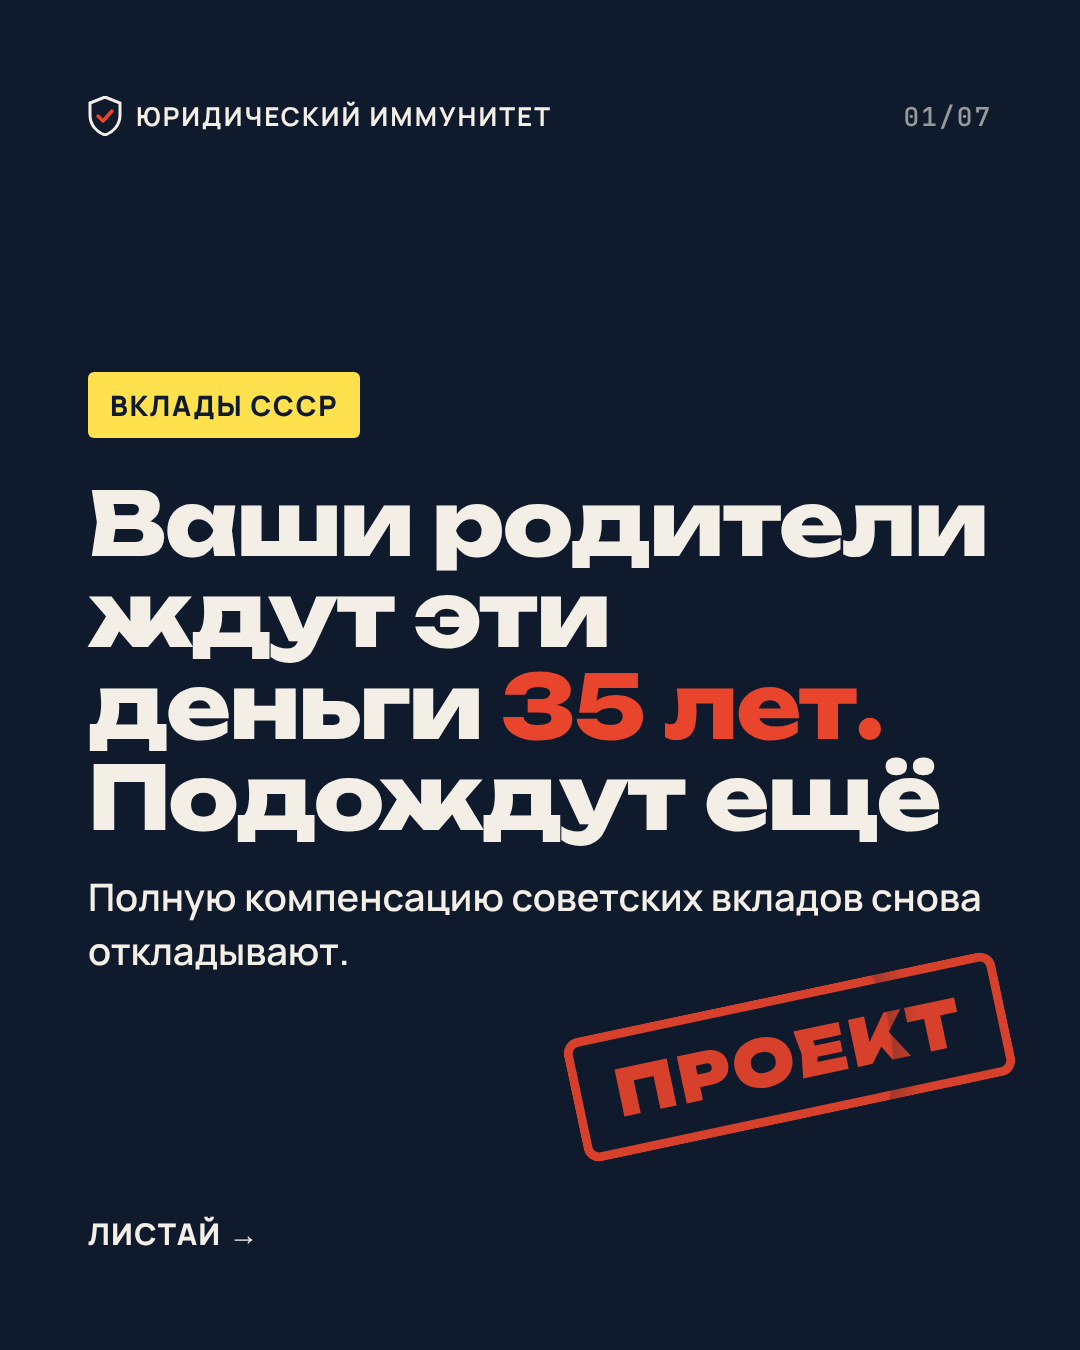 ЮРИДИЧЕСКИЙ ИММУНИТЕТ
01/07
ВКЛАДЫ СССР
Ваши родители
ждут эти
деньги 35 лет.
Подождут ещё
Полную компенсацию советских вкладов снова
откладывают.
ПРОЕКТ
ЛИСТАЙ →